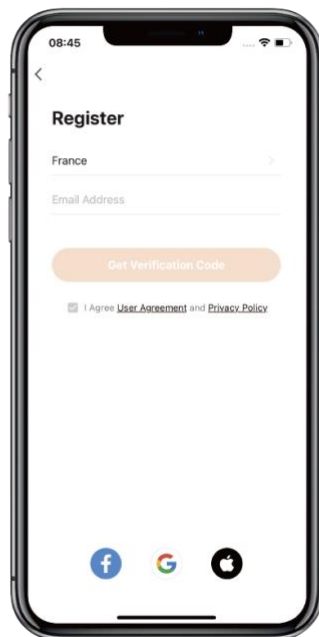 08:45
Register
France
Email Address
Get Verification Code
I Agree User Agreement and Privacy Policy